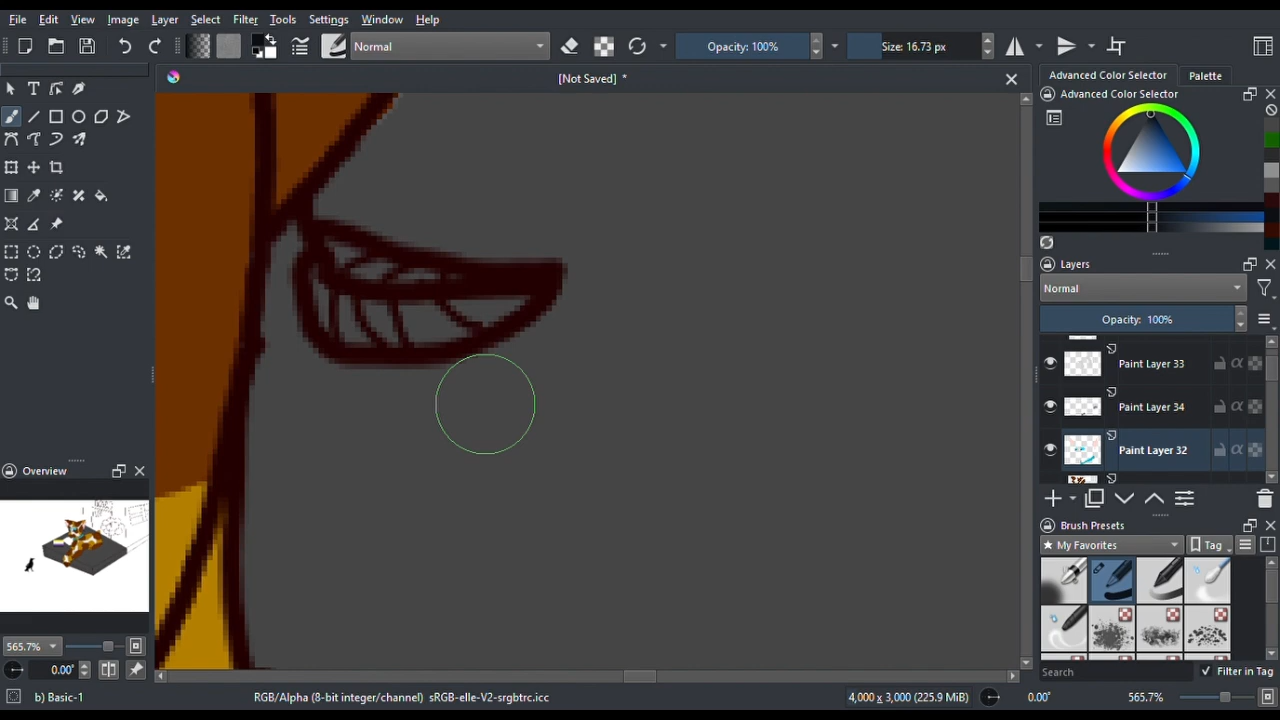 File Edit View Image Layer Select Filter Tools Settings Window Help
Normal Opacity: 100% Size: 16.73 px
[Not Saved] *
Advanced Color Selector Palette
Advanced Color Selector
Layers
Normal
Opacity: 100%
Paint Layer 33
Paint Layer 34
Paint Layer 32
Overview
Brush Presets
My Favorites Tag
Search Filter in Tag
565.7%
0.00°
b) Basic-1 RGB/Alpha (8-bit integer/channel) sRGB-elle-V2-srgbtrc.icc 4,000 x 3,000 (225.9 MiB) 0.00° 565.7%